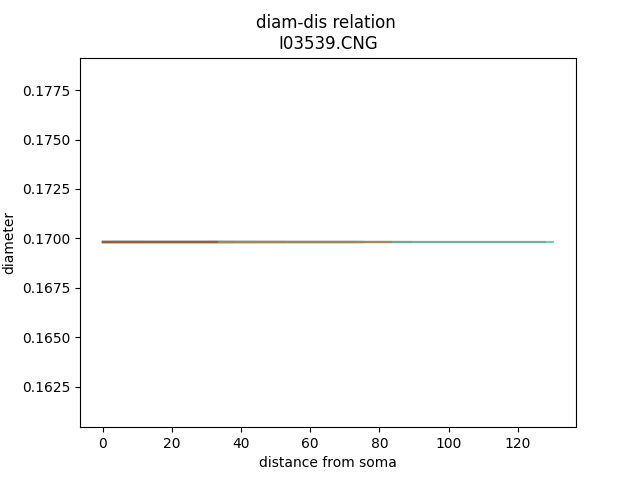 diam-dis relation
I03539.CNG
0.1775
0.1750
0.1725
0.1700
0.1675
0.1650
0.1625
diameter
0 20 40 60 80 100 120
distance from soma